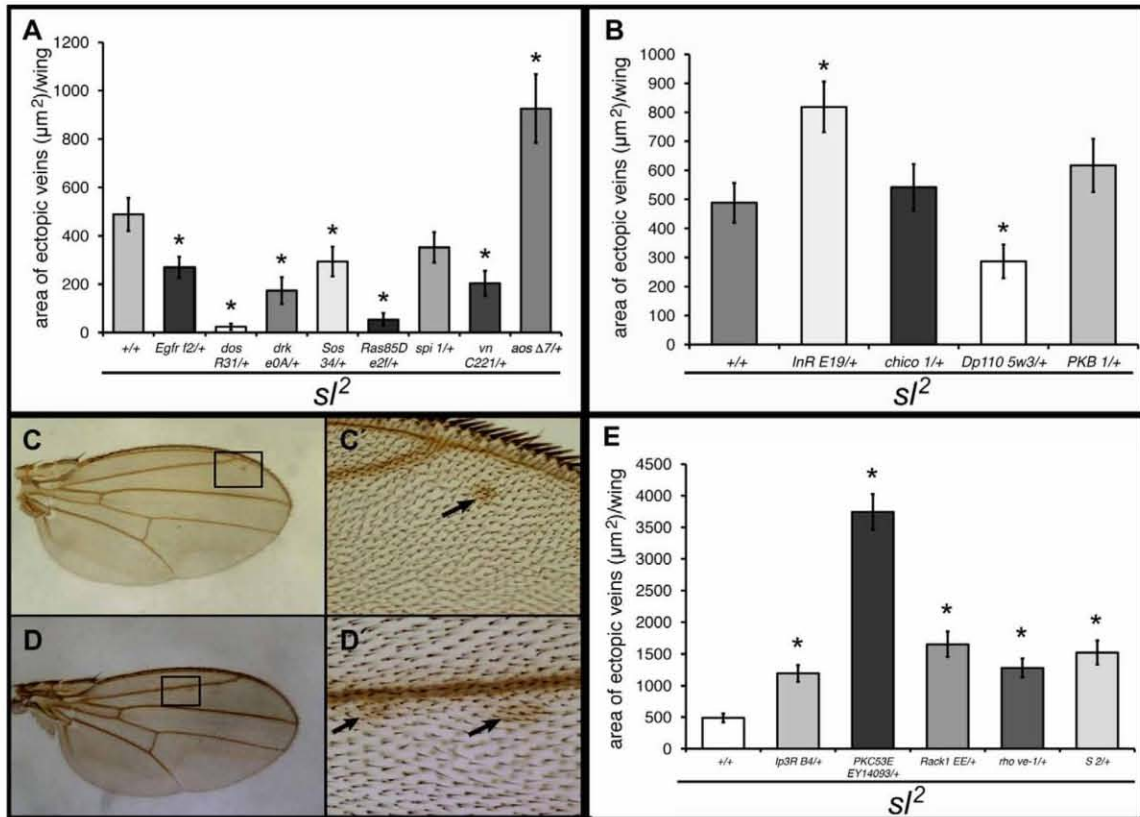 A
area of ectopic veins (µm²)/wing
1200
1000
800
600
400
200
0
* * * * * * *
+/+ Egfr f2/+ dos R31/+ drk e0A/+ Sos 34/+ Ras85D e2f/+ spi 1/+ vn C221/+ aos Δ7/+
sl²
B
area of ectopic veins (µm²)/wing
1000
900
800
700
600
500
400
300
200
100
0
* *
+/+ InR E19/+ chico 1/+ Dp110 5w3/+ PKB 1/+
sl²
C
C'
D
D'
E
area of ectopic veins (µm²)/wing
4500
4000
3500
3000
2500
2000
1500
1000
500
0
* * * * *
+/+ Ip3R B4/+ PKC53E EY14093/+ Rack1 EE/+ rho ve-1/+ S 2/+
sl²